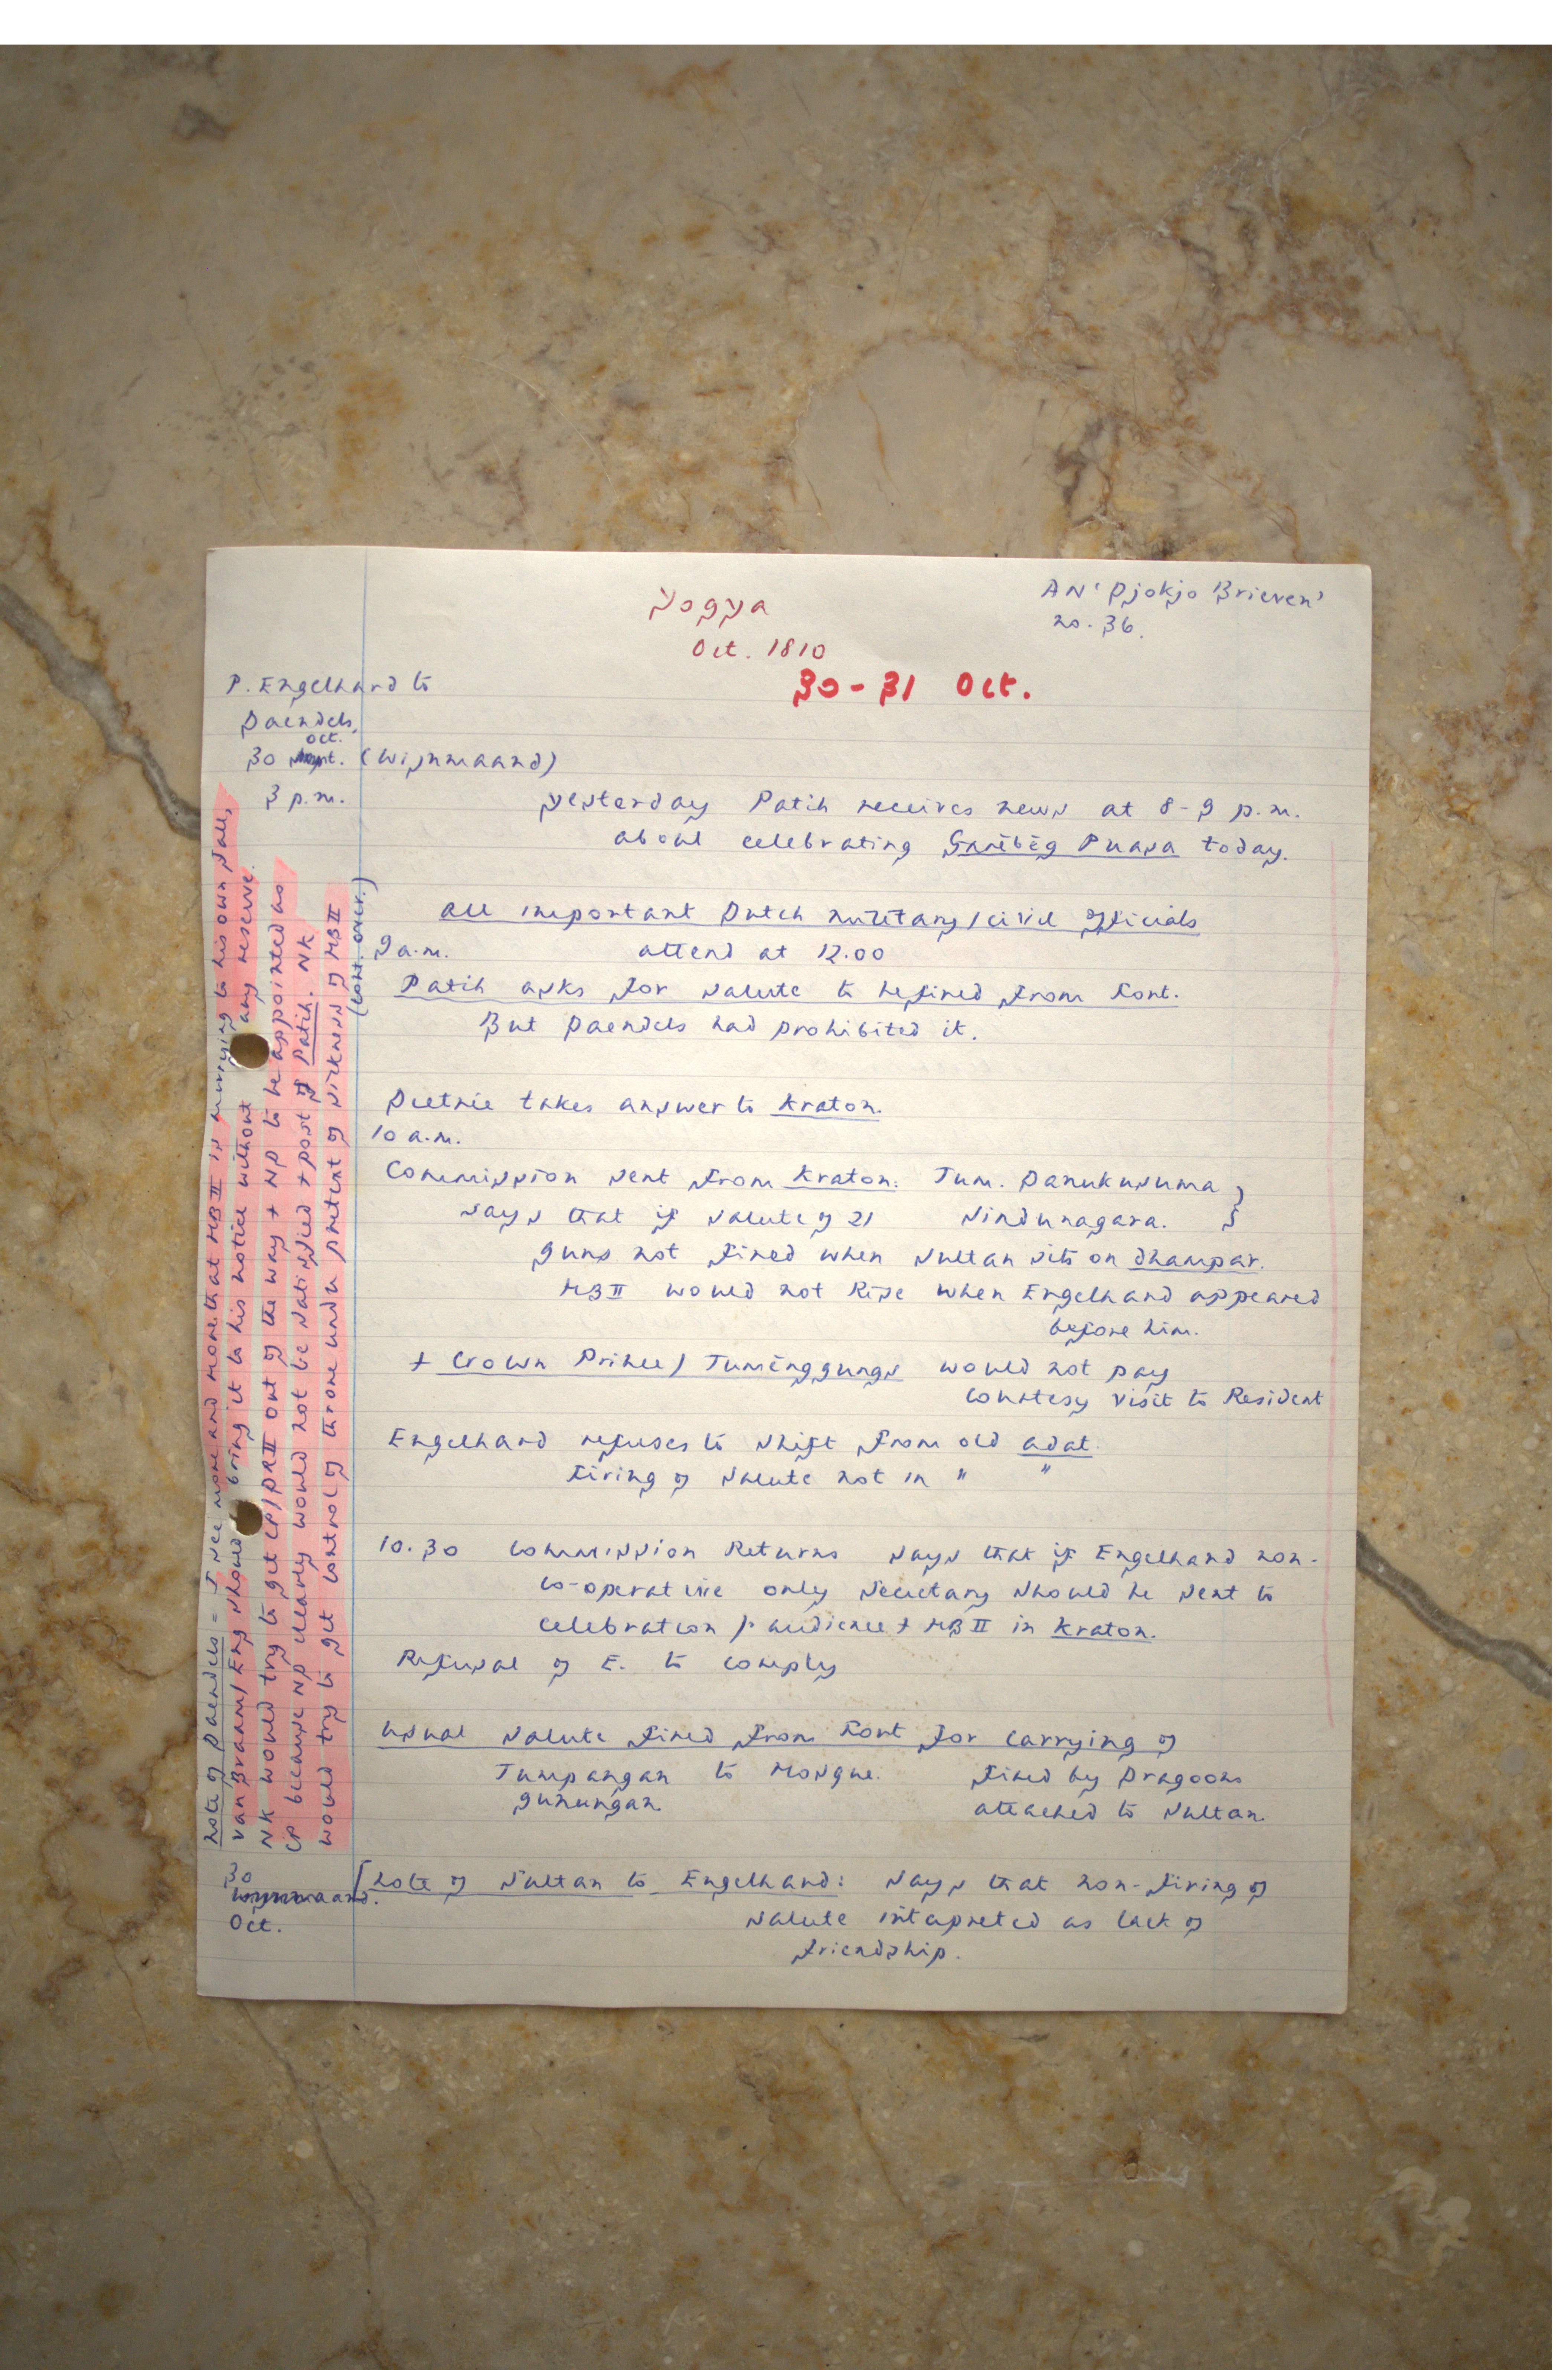 AN 'Djokjo Brieven'
no. 36.
Yogya
Oct. 1810
30-31 Oct.
P. Engelhard to
Daendels,
Oct.
30 (Wijnmaand)
3 p.m.
Yesterday Patih receives news at 8-9 p.m.
about celebrating Garĕbĕg Puasa today.
All important Dutch military/civil officials
9 a.m. attend at 12.00
Patih asks for salute to be fired from Fort.
But Daendels had prohibited it.
Dietrie takes answer to Kraton.
10 a.m.
Commission sent from Kraton: Tum. Danukusuma }
says that if salute of 21 Sindunagara. }
guns not fired when Sultan sits on dhampar.
HB II would not Rise when Engelhard appeared
before him.
+ Crown Prince / Tumĕnggungs would not pay
courtesy visit to Resident
Engelhard refuses to shift from old adat.
Firing of salute not in " "
10.30 Commission Returns says that if Engelhard non-
co-operative only Secretary should be sent to
celebration / audience + HB II in Kraton.
Refusal of E. to comply
Usual salute fired from Fort for carrying of
Tumpangan to Mosque. fired by Dragoons
gunungan. attached to Sultan.
30
Oct.
[Note of Sultan to Engelhard: says that non-firing of
salute intepreted as lack of
friendship.
Note of Daendels = I see more and more that HB II is hurrying to his own fall,
van Braam / Eng should bring it to his notice without any reserve.
NK would try to get CP/DR II out of the way + NP to be appointed as
CP because NP clearly would not be satisfied + post of Patih. NK
would try to get control of throne under pretext of sickness of HB II
(cont. over.)